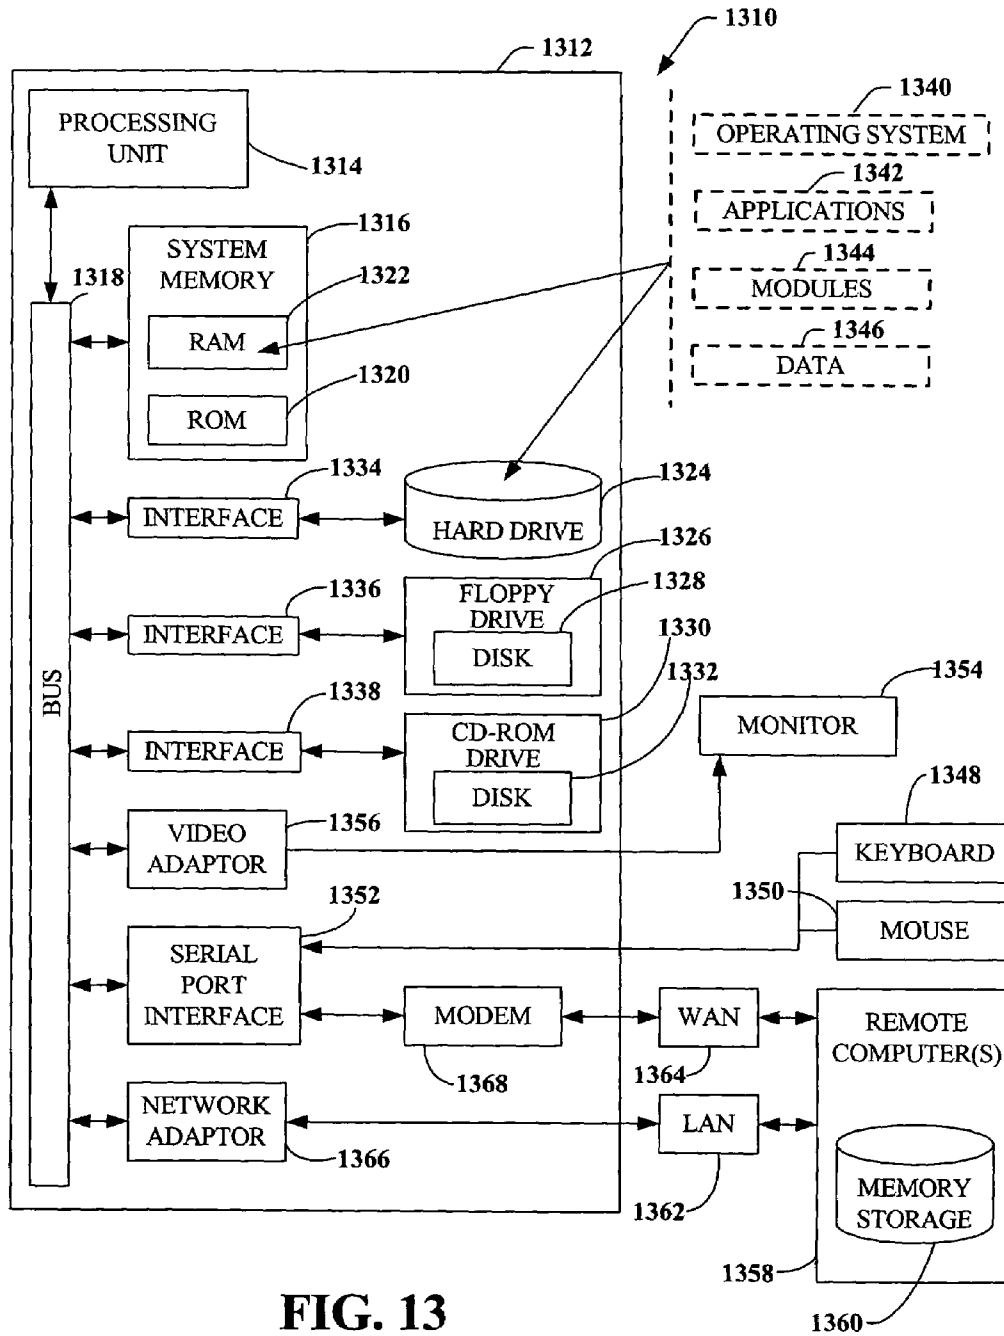 1310
1312
PROCESSING
UNIT
1314
1340
OPERATING SYSTEM
1342
APPLICATIONS
1344
MODULES
1346
DATA
1316
SYSTEM
MEMORY
1318
1322
RAM
1320
ROM
1334
INTERFACE
1324
HARD DRIVE
1326
1336
INTERFACE
FLOPPY
DRIVE
1328
DISK
1330
BUS
1338
INTERFACE
CD-ROM
DRIVE
1332
DISK
1354
MONITOR
1356
VIDEO
ADAPTOR
1348
KEYBOARD
1350
MOUSE
1352
SERIAL
PORT
INTERFACE
MODEM
1368
WAN
1364
REMOTE
COMPUTER(S)
NETWORK
ADAPTOR
1366
LAN
1362
MEMORY
STORAGE
1358
1360
FIG. 13